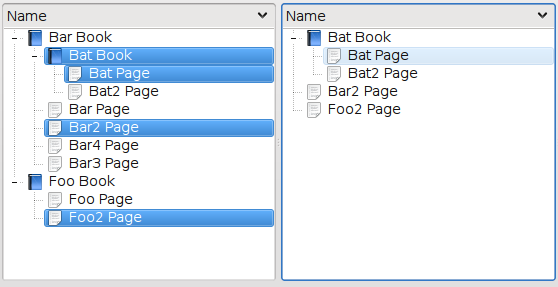 Name
Bar Book
Bat Book
Bat Page
Bat2 Page
Bar Page
Bar2 Page
Bar4 Page
Bar3 Page
Foo Book
Foo Page
Foo2 Page
Name
Bat Book
Bat Page
Bat2 Page
Bar2 Page
Foo2 Page